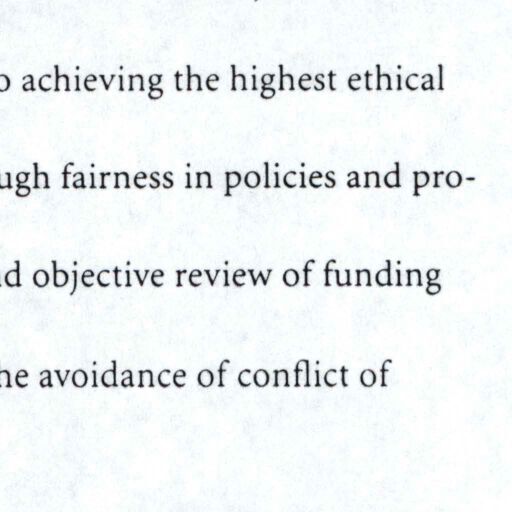 o achieving the highest ethical
ugh fairness in policies and pro-
d objective review of funding
he avoidance of conflict of